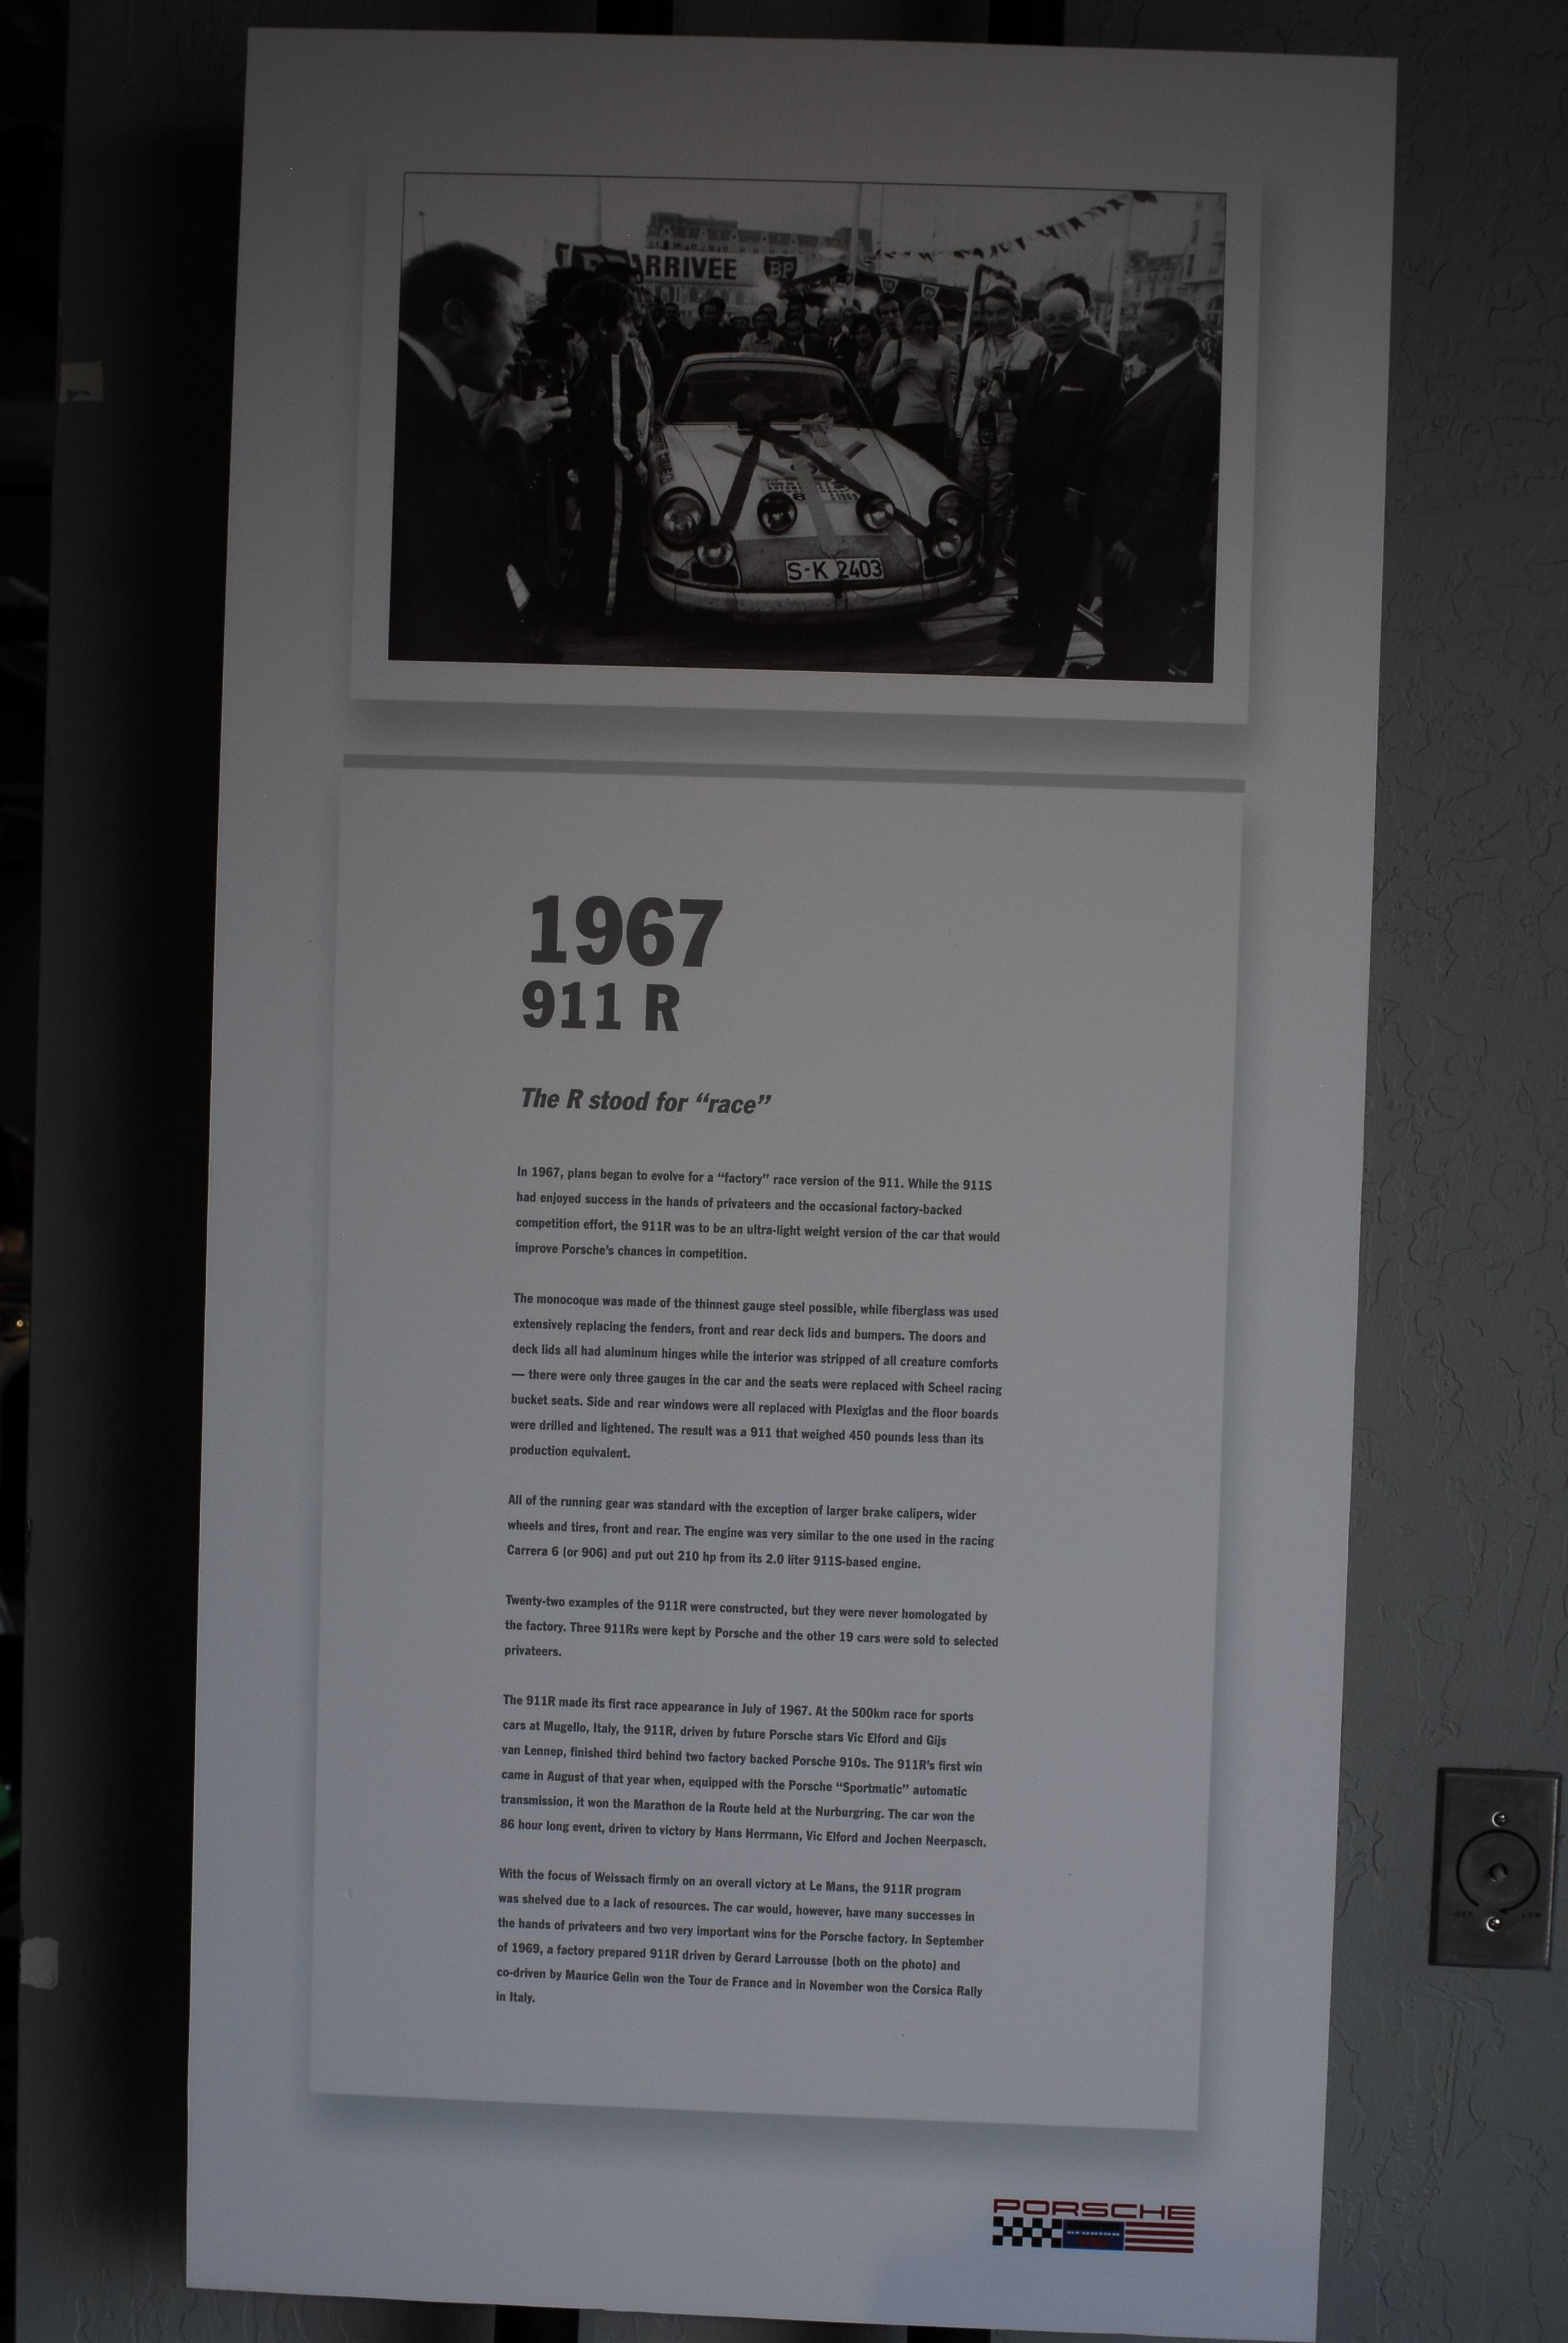 ARRIVEE BP
S-K 2403
1967
911 R
The R stood for “race”
In 1967, plans began to evolve for a “factory” race version of the 911. While the 911S
had enjoyed success in the hands of privateers and the occasional factory-backed
competition effort, the 911R was to be an ultra-light weight version of the car that would
improve Porsche’s chances in competition.
The monocoque was made of the thinnest gauge steel possible, while fiberglass was used
extensively replacing the fenders, front and rear deck lids and bumpers. The doors and
deck lids all had aluminum hinges while the interior was stripped of all creature comforts
— there were only three gauges in the car and the seats were replaced with Scheel racing
bucket seats. Side and rear windows were all replaced with Plexiglas and the floor boards
were drilled and lightened. The result was a 911 that weighed 450 pounds less than its
production equivalent.
All of the running gear was standard with the exception of larger brake calipers, wider
wheels and tires, front and rear. The engine was very similar to the one used in the racing
Carrera 6 (or 906) and put out 210 hp from its 2.0 liter 911S-based engine.
Twenty-two examples of the 911R were constructed, but they were never homologated by
the factory. Three 911Rs were kept by Porsche and the other 19 cars were sold to selected
privateers.
The 911R made its first race appearance in July of 1967. At the 500km race for sports
cars at Mugello, Italy, the 911R, driven by future Porsche stars Vic Elford and Gijs
van Lennep, finished third behind two factory backed Porsche 910s. The 911R’s first win
came in August of that year when, equipped with the Porsche “Sportmatic” automatic
transmission, it won the Marathon de la Route held at the Nurburgring. The car won the
86 hour long event, driven to victory by Hans Herrmann, Vic Elford and Jochen Neerpasch.
With the focus of Weissach firmly on an overall victory at Le Mans, the 911R program
was shelved due to a lack of resources. The car would, however, have many successes in
the hands of privateers and two very important wins for the Porsche factory. In September
of 1969, a factory prepared 911R driven by Gerard Larrousse (both on the photo) and
co-driven by Maurice Gelin won the Tour de France and in November won the Corsica Rally
in Italy.
OFF LOW
PORSCHE